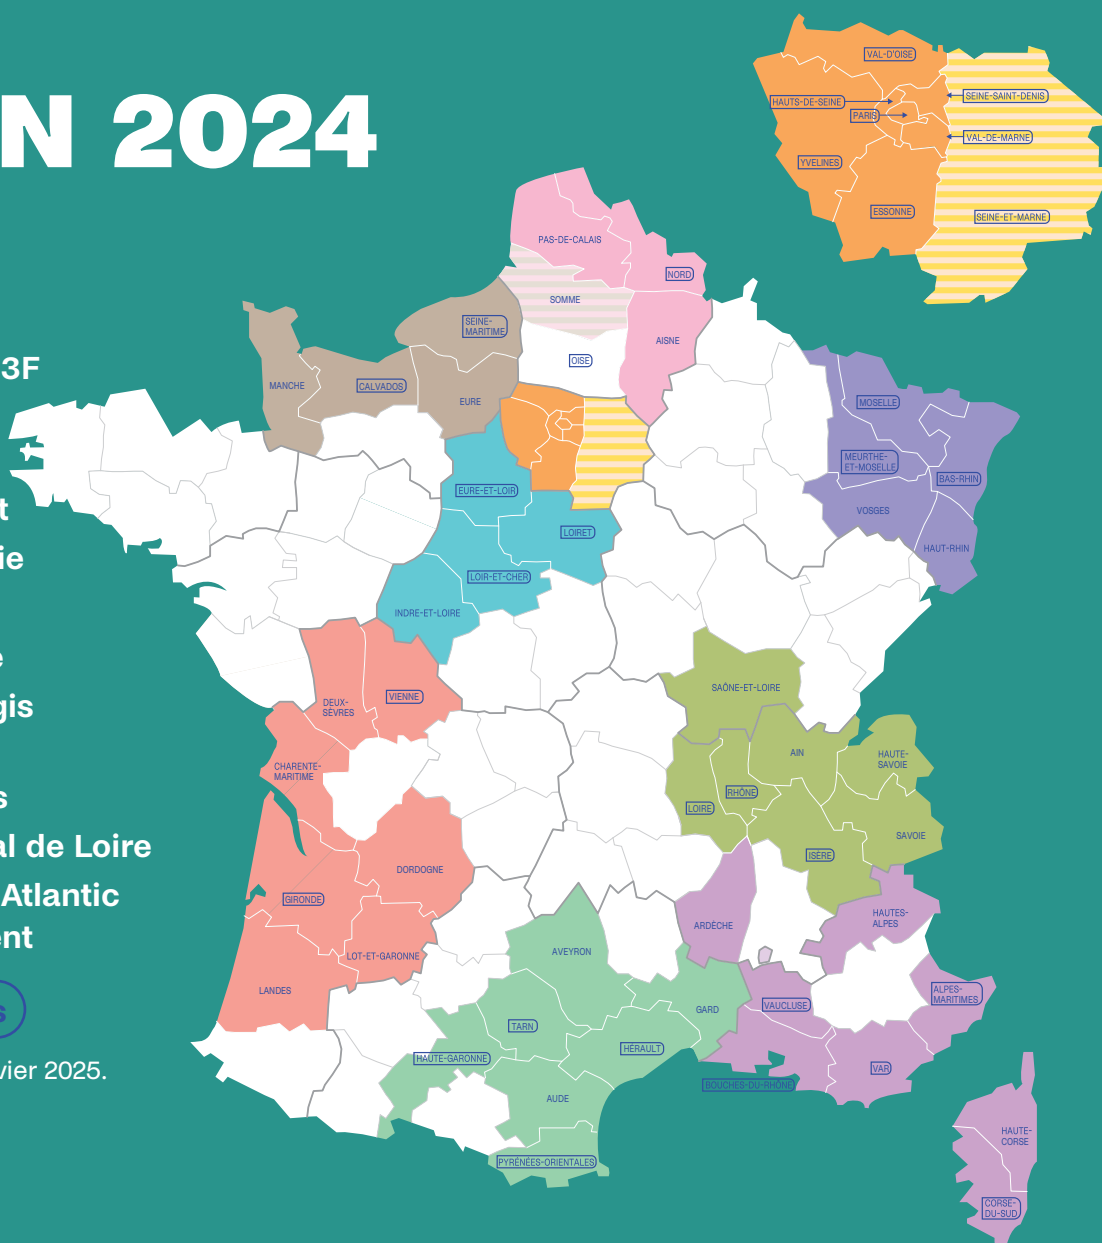 N 2024
3F
t
ie
e
gis
s
al de Loire
Atlantic
ent
s
vier 2025.
VAL-D'OISE
HAUTS-DE-SEINE
SEINE-SAINT-DENIS
PARIS
VAL-DE-MARNE
YVELINES
ESSONNE
SEINE-ET-MARNE
PAS-DE-CALAIS
NORD
SOMME
SEINE-
MARITIME
AISNE
OISE
MANCHE
CALVADOS
EURE
MOSELLE
MEURTHE-
ET-MOSELLE
BAS-RHIN
VOSGES
HAUT-RHIN
EURE-ET-LOIR
LOIRET
LOIR-ET-CHER
INDRE-ET-LOIRE
DEUX-
SÈVRES
VIENNE
SAÔNE-ET-LOIRE
AIN
HAUTE-
SAVOIE
RHÔNE
LOIRE
SAVOIE
ISÈRE
CHARENTE-
MARITIME
DORDOGNE
GIRONDE
LOT-ET-GARONNE
LANDES
ARDÈCHE
HAUTES-
ALPES
AVEYRON
ALPES-
MARITIMES
VAUCLUSE
GARD
TARN
HÉRAULT
HAUTE-GARONNE
VAR
BOUCHES-DU-RHÔNE
AUDE
PYRÉNÉES-ORIENTALES
HAUTE-
CORSE
CORSE-
DU-SUD